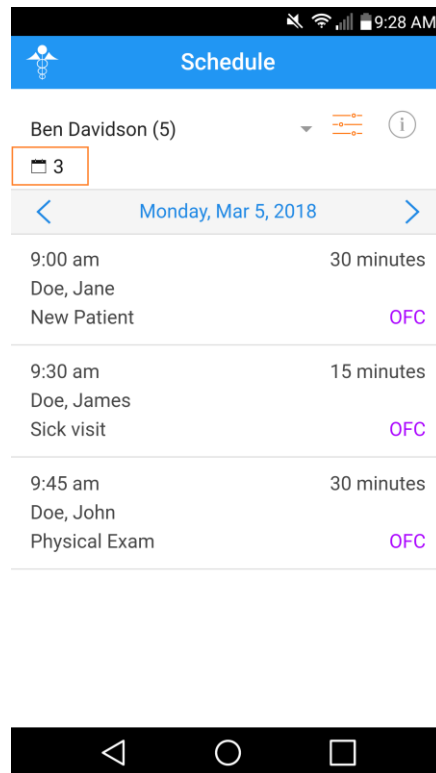 9:28 AM
Schedule
Ben Davidson (5)
i
3
Monday, Mar 5, 2018
9:00 am 30 minutes
Doe, Jane
New Patient OFC
9:30 am 15 minutes
Doe, James
Sick visit OFC
9:45 am 30 minutes
Doe, John
Physical Exam OFC